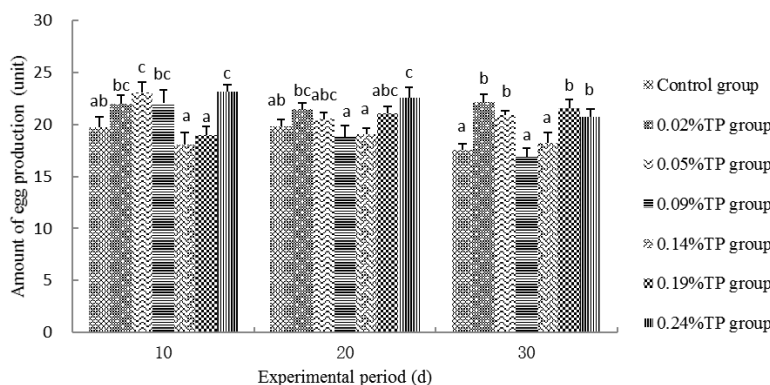 30
25
20
15
10
5
0
Amount of egg production (unit)
ab bc c bc a a c
ab bc abc a a abc c
a b b a a b b
10 20 30
Experimental period (d)
Control group
0.02%TP group
0.05%TP group
0.09%TP group
0.14%TP group
0.19%TP group
0.24%TP group